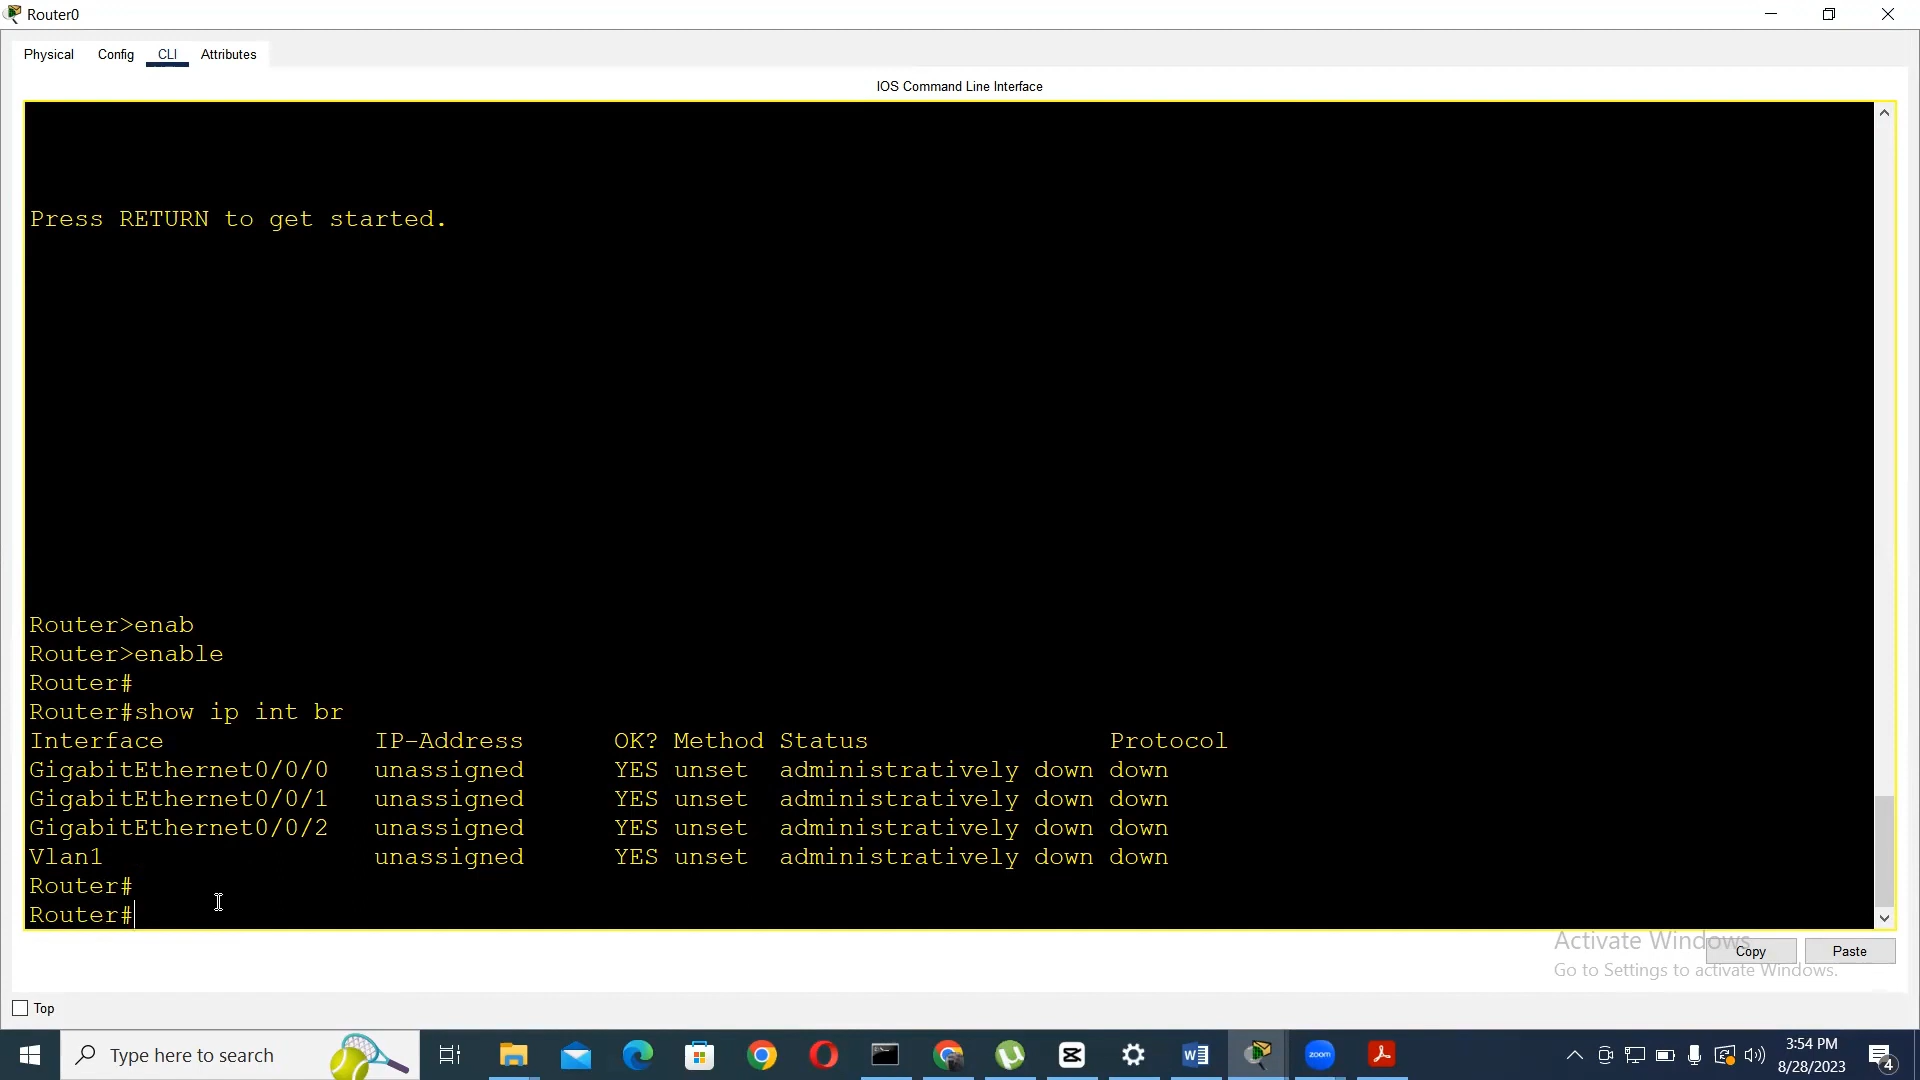 Router0
Physical Config CLI Attributes
IOS Command Line Interface
Press RETURN to get started.
Router>enab
Router>enable
Router#
Router#show ip int br
Interface IP-Address OK? Method Status Protocol
GigabitEthernet0/0/0 unassigned YES unset administratively down down
GigabitEthernet0/0/1 unassigned YES unset administratively down down
GigabitEthernet0/0/2 unassigned YES unset administratively down down
Vlan1 unassigned YES unset administratively down down
Router#
Router#
Activate Windows
Go to Settings to activate Windows.
Copy Paste
Top
Type here to search
zoom
3:54 PM
8/28/2023
4